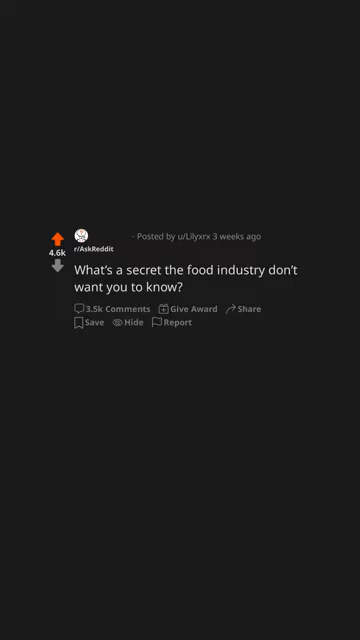 · Posted by u/Lilyxrx 3 weeks ago
r/AskReddit
4.6k
What's a secret the food industry don't
want you to know?
3.5k Comments Give Award Share
Save Hide Report